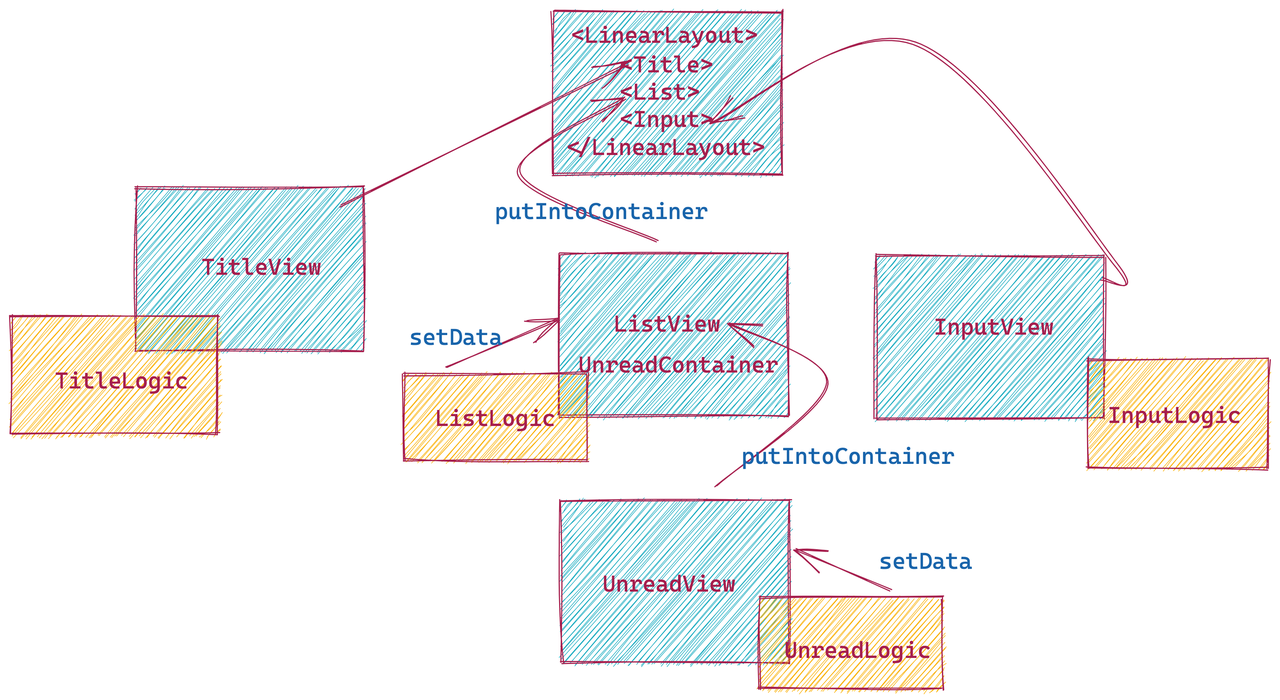 <LinearLayout>
<Title>
<List>
<Input>
</LinearLayout>
putIntoContainer
TitleView
TitleLogic
setData
ListView
UnreadContainer
ListLogic
InputView
InputLogic
putIntoContainer
UnreadView
setData
UnreadLogic